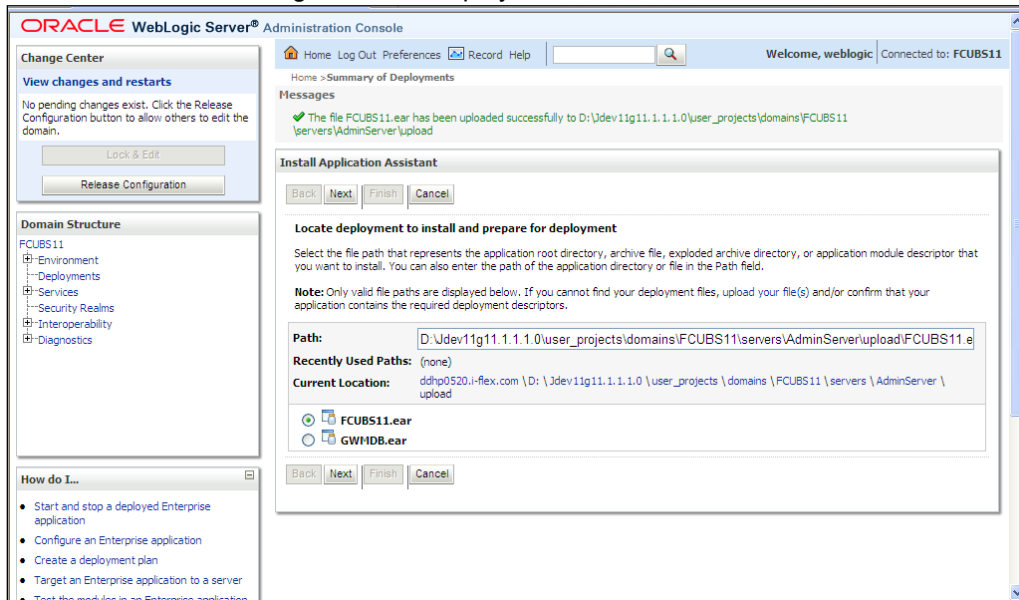 ORACLE WebLogic Server® Administration Console
Change Center
View changes and restarts
No pending changes exist. Click the Release
Configuration button to allow others to edit the
domain.
Lock & Edit
Release Configuration
Domain Structure
FCUBS11
Environment
Deployments
Services
Security Realms
Interoperability
Diagnostics
How do I...
Start and stop a deployed Enterprise
application
Configure an Enterprise application
Create a deployment plan
Target an Enterprise application to a server
Test the modules in an Enterprise application
Home Log Out Preferences Record Help
Welcome, weblogic Connected to: FCUBS11
Home >Summary of Deployments
Messages
The file FCUBS11.ear has been uploaded successfully to D:\Jdev11g11.1.1.1.0\user_projects\domains\FCUBS11
\servers\AdminServer\upload
Install Application Assistant
Back Next Finish Cancel
Locate deployment to install and prepare for deployment
Select the file path that represents the application root directory, archive file, exploded archive directory, or application module descriptor that
you want to install. You can also enter the path of the application directory or file in the Path field.
Note: Only valid file paths are displayed below. If you cannot find your deployment files, upload your file(s) and/or confirm that your
application contains the required deployment descriptors.
Path: D:\Jdev11g11.1.1.1.0\user_projects\domains\FCUBS11\servers\AdminServer\upload\FCUBS11.e
Recently Used Paths: (none)
Current Location: ddhp0520.i-flex.com \ D: \ Jdev11g11.1.1.1.0 \ user_projects \ domains \ FCUBS11 \ servers \ AdminServer \
upload
FCUBS11.ear
GWMDB.ear
Back Next Finish Cancel